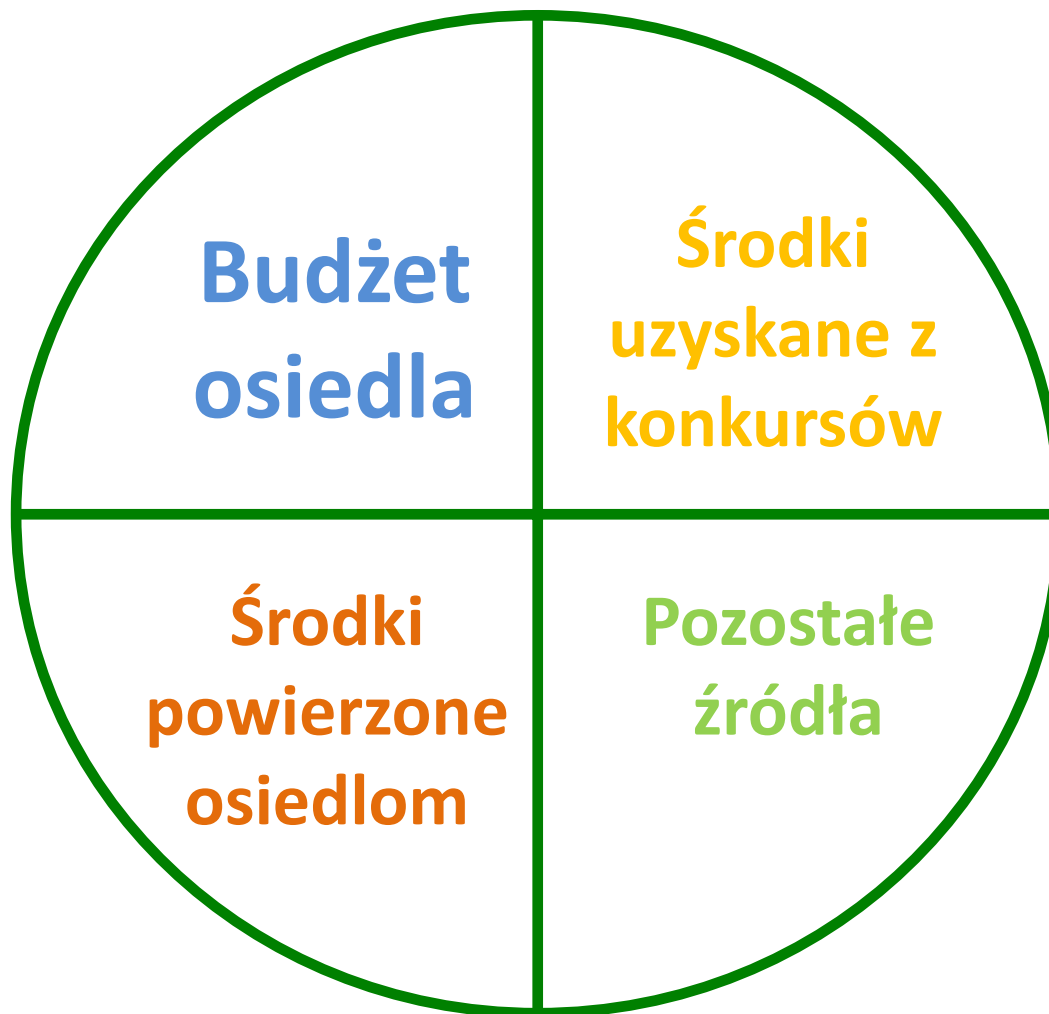 Budżet
osiedla
Środki
uzyskane z
konkursów
Środki
powierzone
osiedlom
Pozostałe
źródła